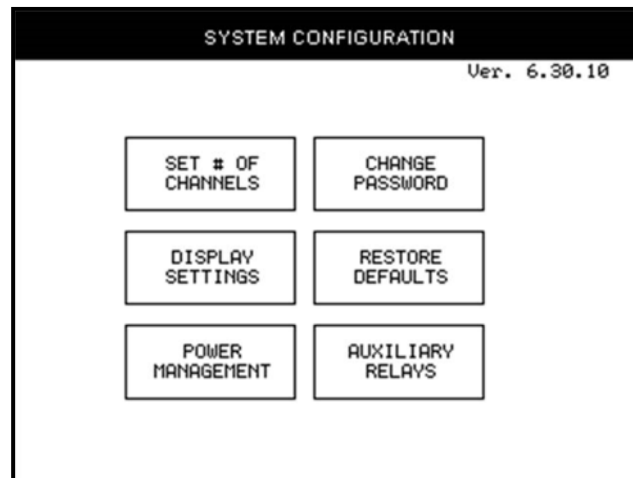 SYSTEM CONFIGURATION
Ver. 6.30.10
SET # OF
CHANNELS
CHANGE
PASSWORD
DISPLAY
SETTINGS
RESTORE
DEFAULTS
POWER
MANAGEMENT
AUXILIARY
RELAYS